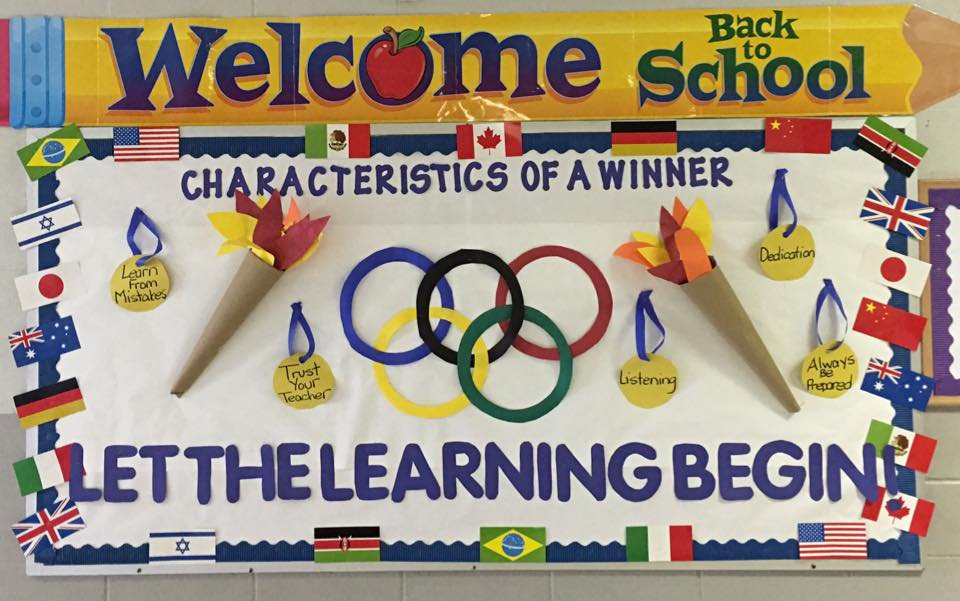 Welcome
Back
to
School
CHARACTERISTICS OF A WINNER
Learn
From
Mistakes
Trust
Your
Teacher
Listening
Dedication
Always
Be
Prepared
LET THE LEARNING BEGIN!